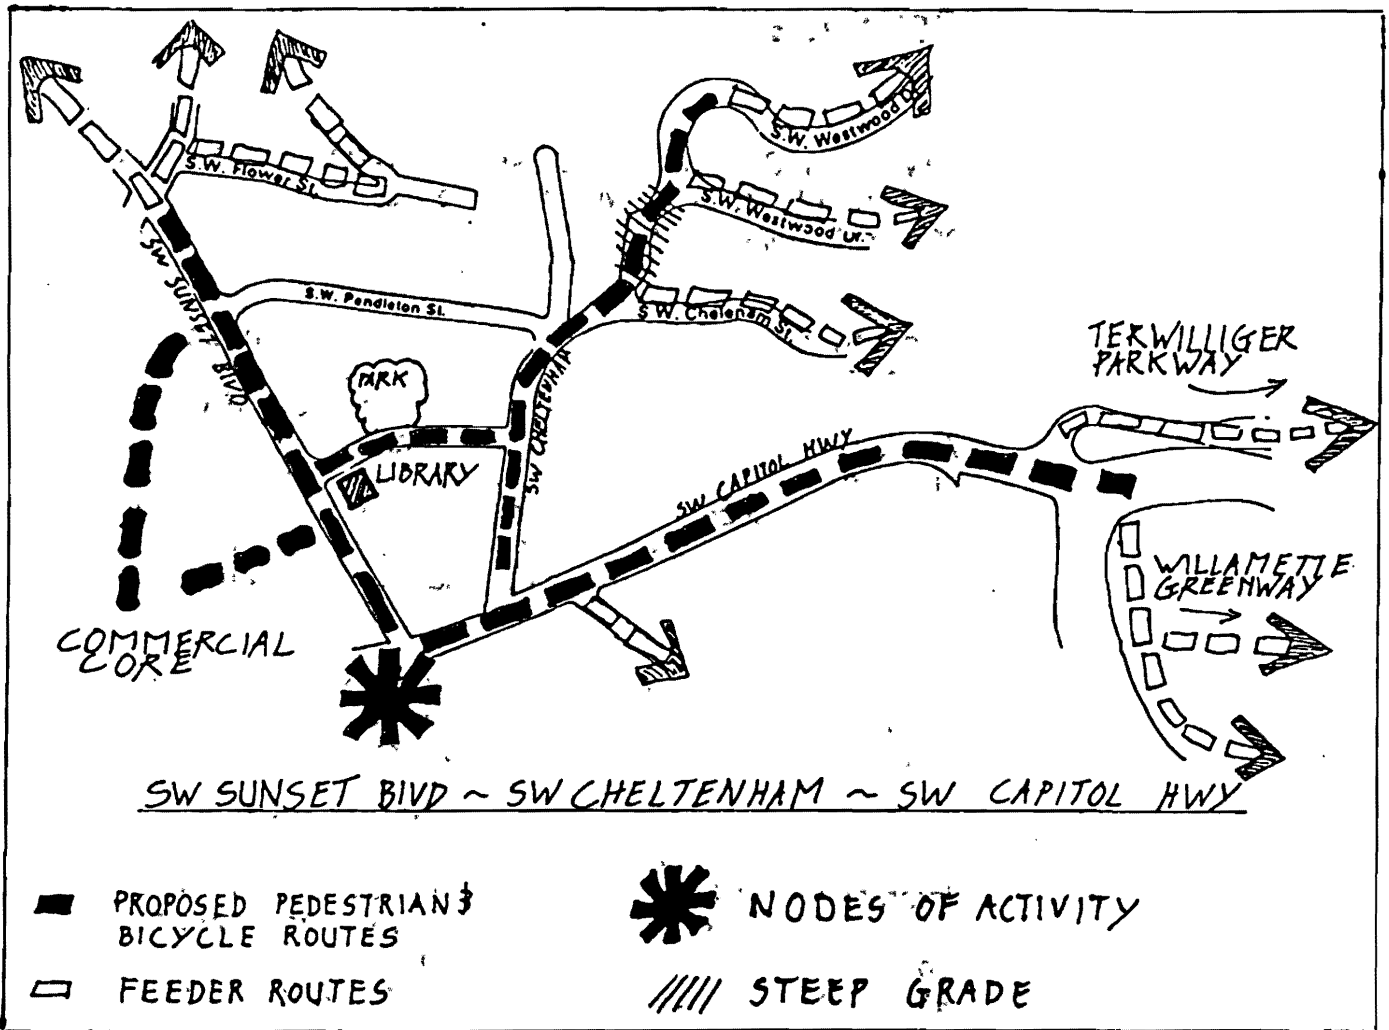 S.W. Westwood Dr.
S.W. Flower St.
S.W. Westwood Dr.
SW SUNSET BLVD
S.W. Pendleton St.
S.W. Chelenham St.
TERWILLIGER
PARKWAY
PARK
SW CHELTENHAM
LIBRARY
SW CAPITOL HWY
WILLAMETTE
GREENWAY
COMMERCIAL
CORE
SW SUNSET BLVD ~ SW CHELTENHAM ~ SW CAPITOL HWY
PROPOSED PEDESTRIAN &
BICYCLE ROUTES
NODES OF ACTIVITY
FEEDER ROUTES
STEEP GRADE